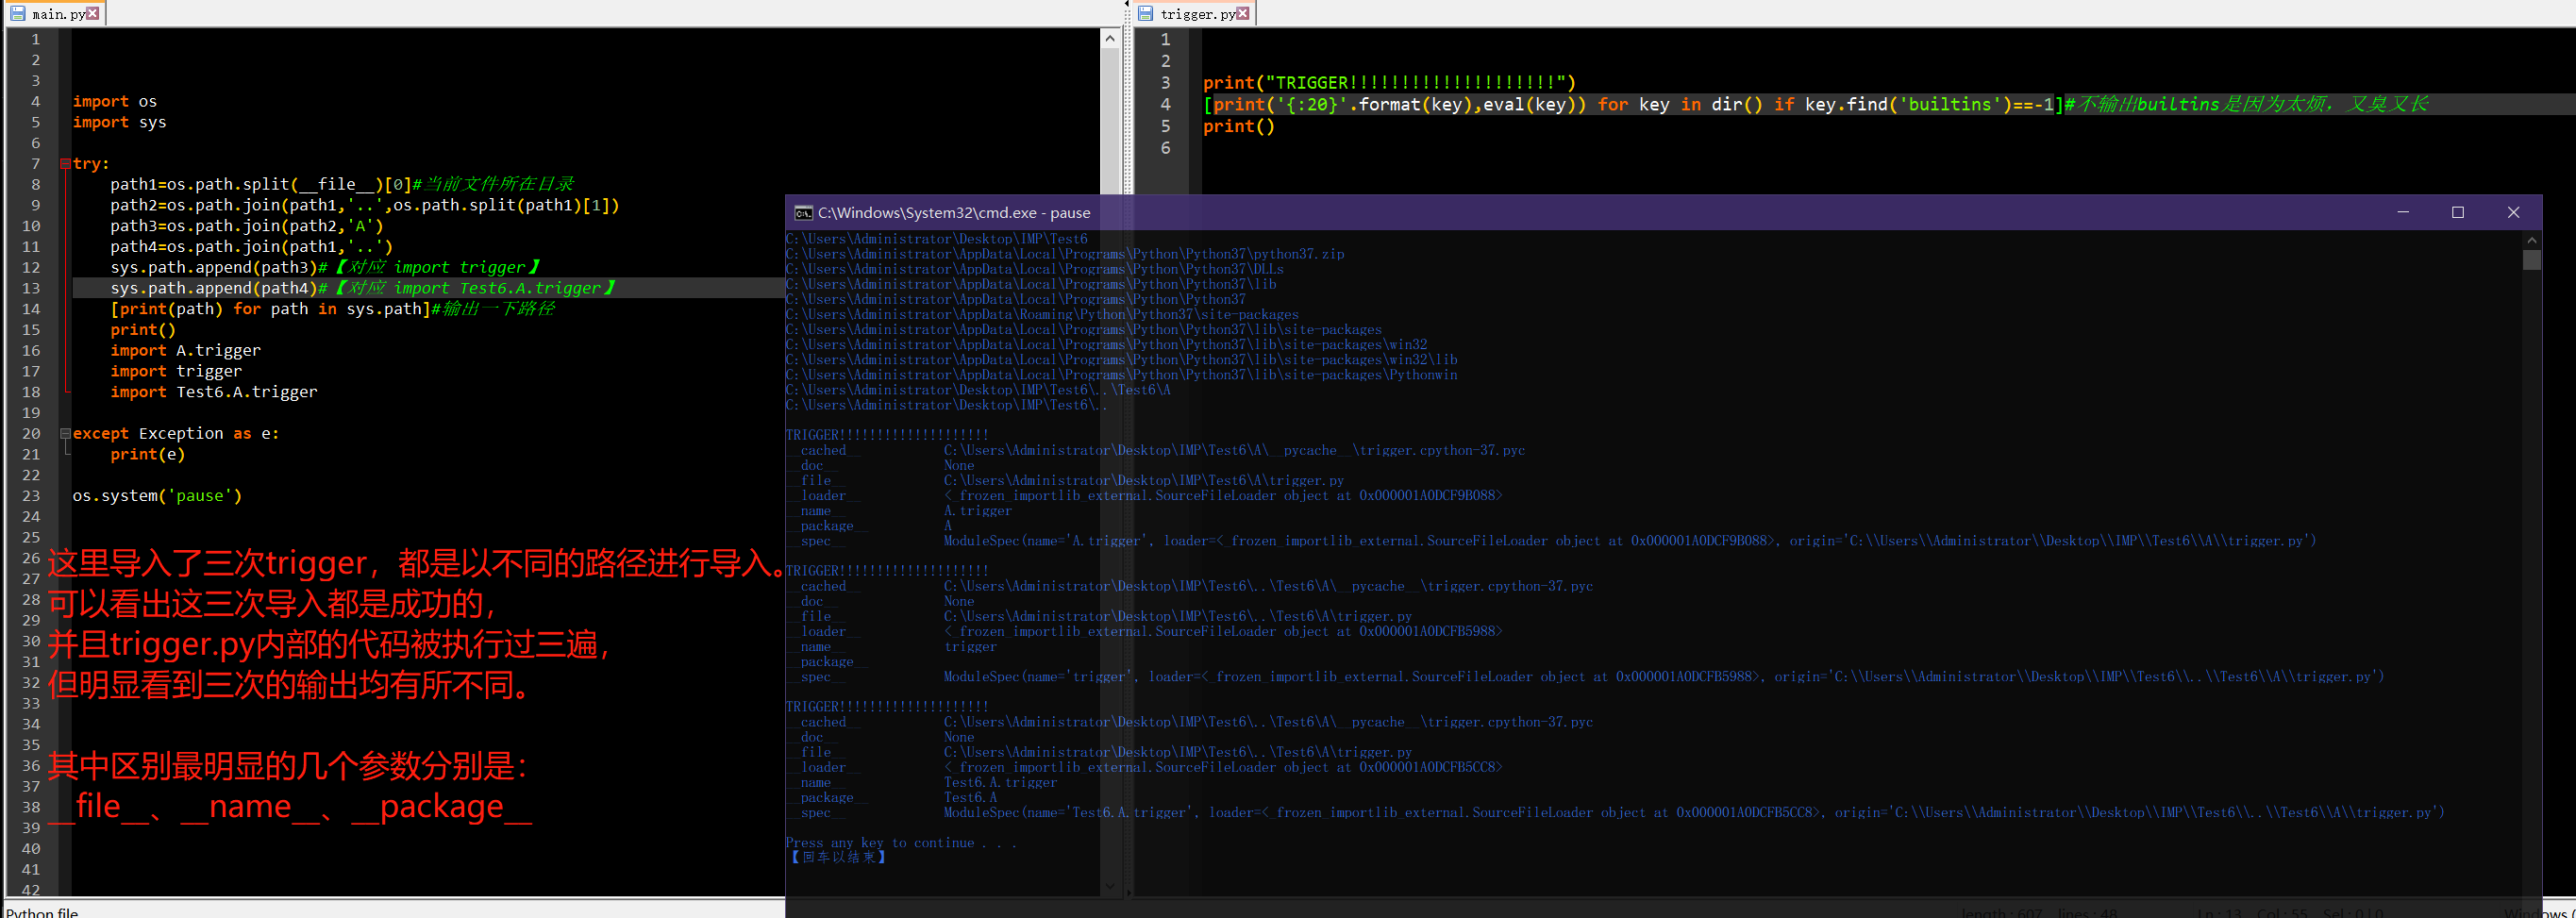 main.py
1
2
3
4 import os
5 import sys
6
7 try:
8 path1=os.path.split(__file__)[0]#当前文件所在目录
9 path2=os.path.join(path1,'..',os.path.split(path1)[1])
10 path3=os.path.join(path2,'A')
11 path4=os.path.join(path1,'..')
12 sys.path.append(path3)#【对应 import trigger】
13 sys.path.append(path4)#【对应 import Test6.A.trigger】
14 [print(path) for path in sys.path]#输出一下路径
15 print()
16 import A.trigger
17 import trigger
18 import Test6.A.trigger
19
20 except Exception as e:
21 print(e)
22
23 os.system('pause')
24
25
26 这里导入了三次trigger，都是以不同的路径进行导入。
27
28 可以看出这三次导入都是成功的，
29
30 并且trigger.py内部的代码被执行过三遍，
31
32 但明显看到三次的输出均有所不同。
33
34
35
36 其中区别最明显的几个参数分别是：
37
38 __file__、__name__、__package__
39
40
41
42
Python file
trigger.py
1
2
3 print("TRIGGER!!!!!!!!!!!!!!!!!!!!")
4 [print('{:20}'.format(key),eval(key)) for key in dir() if key.find('builtins')==-1]#不输出builtins是因为太烦，又臭又长
5 print()
6
C:\Windows\System32\cmd.exe - pause
C:\Users\Administrator\Desktop\IMP\Test6
C:\Users\Administrator\AppData\Local\Programs\Python\Python37\python37.zip
C:\Users\Administrator\AppData\Local\Programs\Python\Python37\DLLs
C:\Users\Administrator\AppData\Local\Programs\Python\Python37\lib
C:\Users\Administrator\AppData\Local\Programs\Python\Python37
C:\Users\Administrator\AppData\Roaming\Python\Python37\site-packages
C:\Users\Administrator\AppData\Local\Programs\Python\Python37\lib\site-packages
C:\Users\Administrator\AppData\Local\Programs\Python\Python37\lib\site-packages\win32
C:\Users\Administrator\AppData\Local\Programs\Python\Python37\lib\site-packages\win32\lib
C:\Users\Administrator\AppData\Local\Programs\Python\Python37\lib\site-packages\Pythonwin
C:\Users\Administrator\Desktop\IMP\Test6\..\Test6\A
C:\Users\Administrator\Desktop\IMP\Test6\..
TRIGGER!!!!!!!!!!!!!!!!!!!!
__cached__ C:\Users\Administrator\Desktop\IMP\Test6\A\__pycache__\trigger.cpython-37.pyc
__doc__ None
__file__ C:\Users\Administrator\Desktop\IMP\Test6\A\trigger.py
__loader__ <_frozen_importlib_external.SourceFileLoader object at 0x000001A0DCF9B088>
__name__ A.trigger
__package__ A
__spec__ ModuleSpec(name='A.trigger', loader=<_frozen_importlib_external.SourceFileLoader object at 0x000001A0DCF9B088>, origin='C:\\Users\\Administrator\\Desktop\\IMP\\Test6\\A\\trigger.py')
TRIGGER!!!!!!!!!!!!!!!!!!!!
__cached__ C:\Users\Administrator\Desktop\IMP\Test6\..\Test6\A\__pycache__\trigger.cpython-37.pyc
__doc__ None
__file__ C:\Users\Administrator\Desktop\IMP\Test6\..\Test6\A\trigger.py
__loader__ <_frozen_importlib_external.SourceFileLoader object at 0x000001A0DCFB5988>
__name__ trigger
__package__
__spec__ ModuleSpec(name='trigger', loader=<_frozen_importlib_external.SourceFileLoader object at 0x000001A0DCFB5988>, origin='C:\\Users\\Administrator\\Desktop\\IMP\\Test6\\..\\Test6\\A\\trigger.py')
TRIGGER!!!!!!!!!!!!!!!!!!!!
__cached__ C:\Users\Administrator\Desktop\IMP\Test6\..\Test6\A\__pycache__\trigger.cpython-37.pyc
__doc__ None
__file__ C:\Users\Administrator\Desktop\IMP\Test6\..\Test6\A\trigger.py
__loader__ <_frozen_importlib_external.SourceFileLoader object at 0x000001A0DCFB5CC8>
__name__ Test6.A.trigger
__package__ Test6.A
__spec__ ModuleSpec(name='Test6.A.trigger', loader=<_frozen_importlib_external.SourceFileLoader object at 0x000001A0DCFB5CC8>, origin='C:\\Users\\Administrator\\Desktop\\IMP\\Test6\\..\\Test6\\A\\trigger.py')
Press any key to continue . . .
【回车以结束】
length : 607 lines : 48 Ln : 13 Col : 55 Sel : 0 | 0 Windows